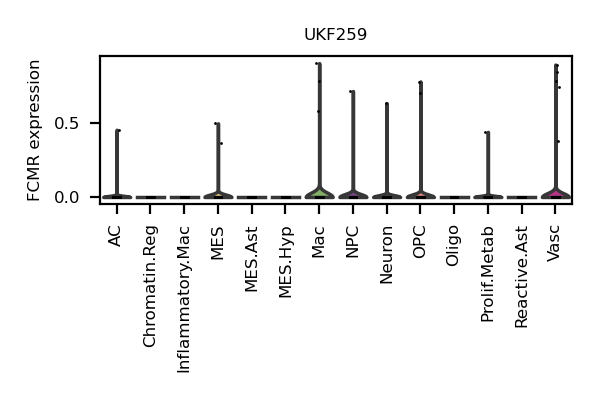 UKF259
FCMR expression
0.5
0.0
AC
Chromatin.Reg
Inflammatory.Mac
MES
MES.Ast
MES.Hyp
Mac
NPC
Neuron
OPC
Oligo
Prolif.Metab
Reactive.Ast
Vasc